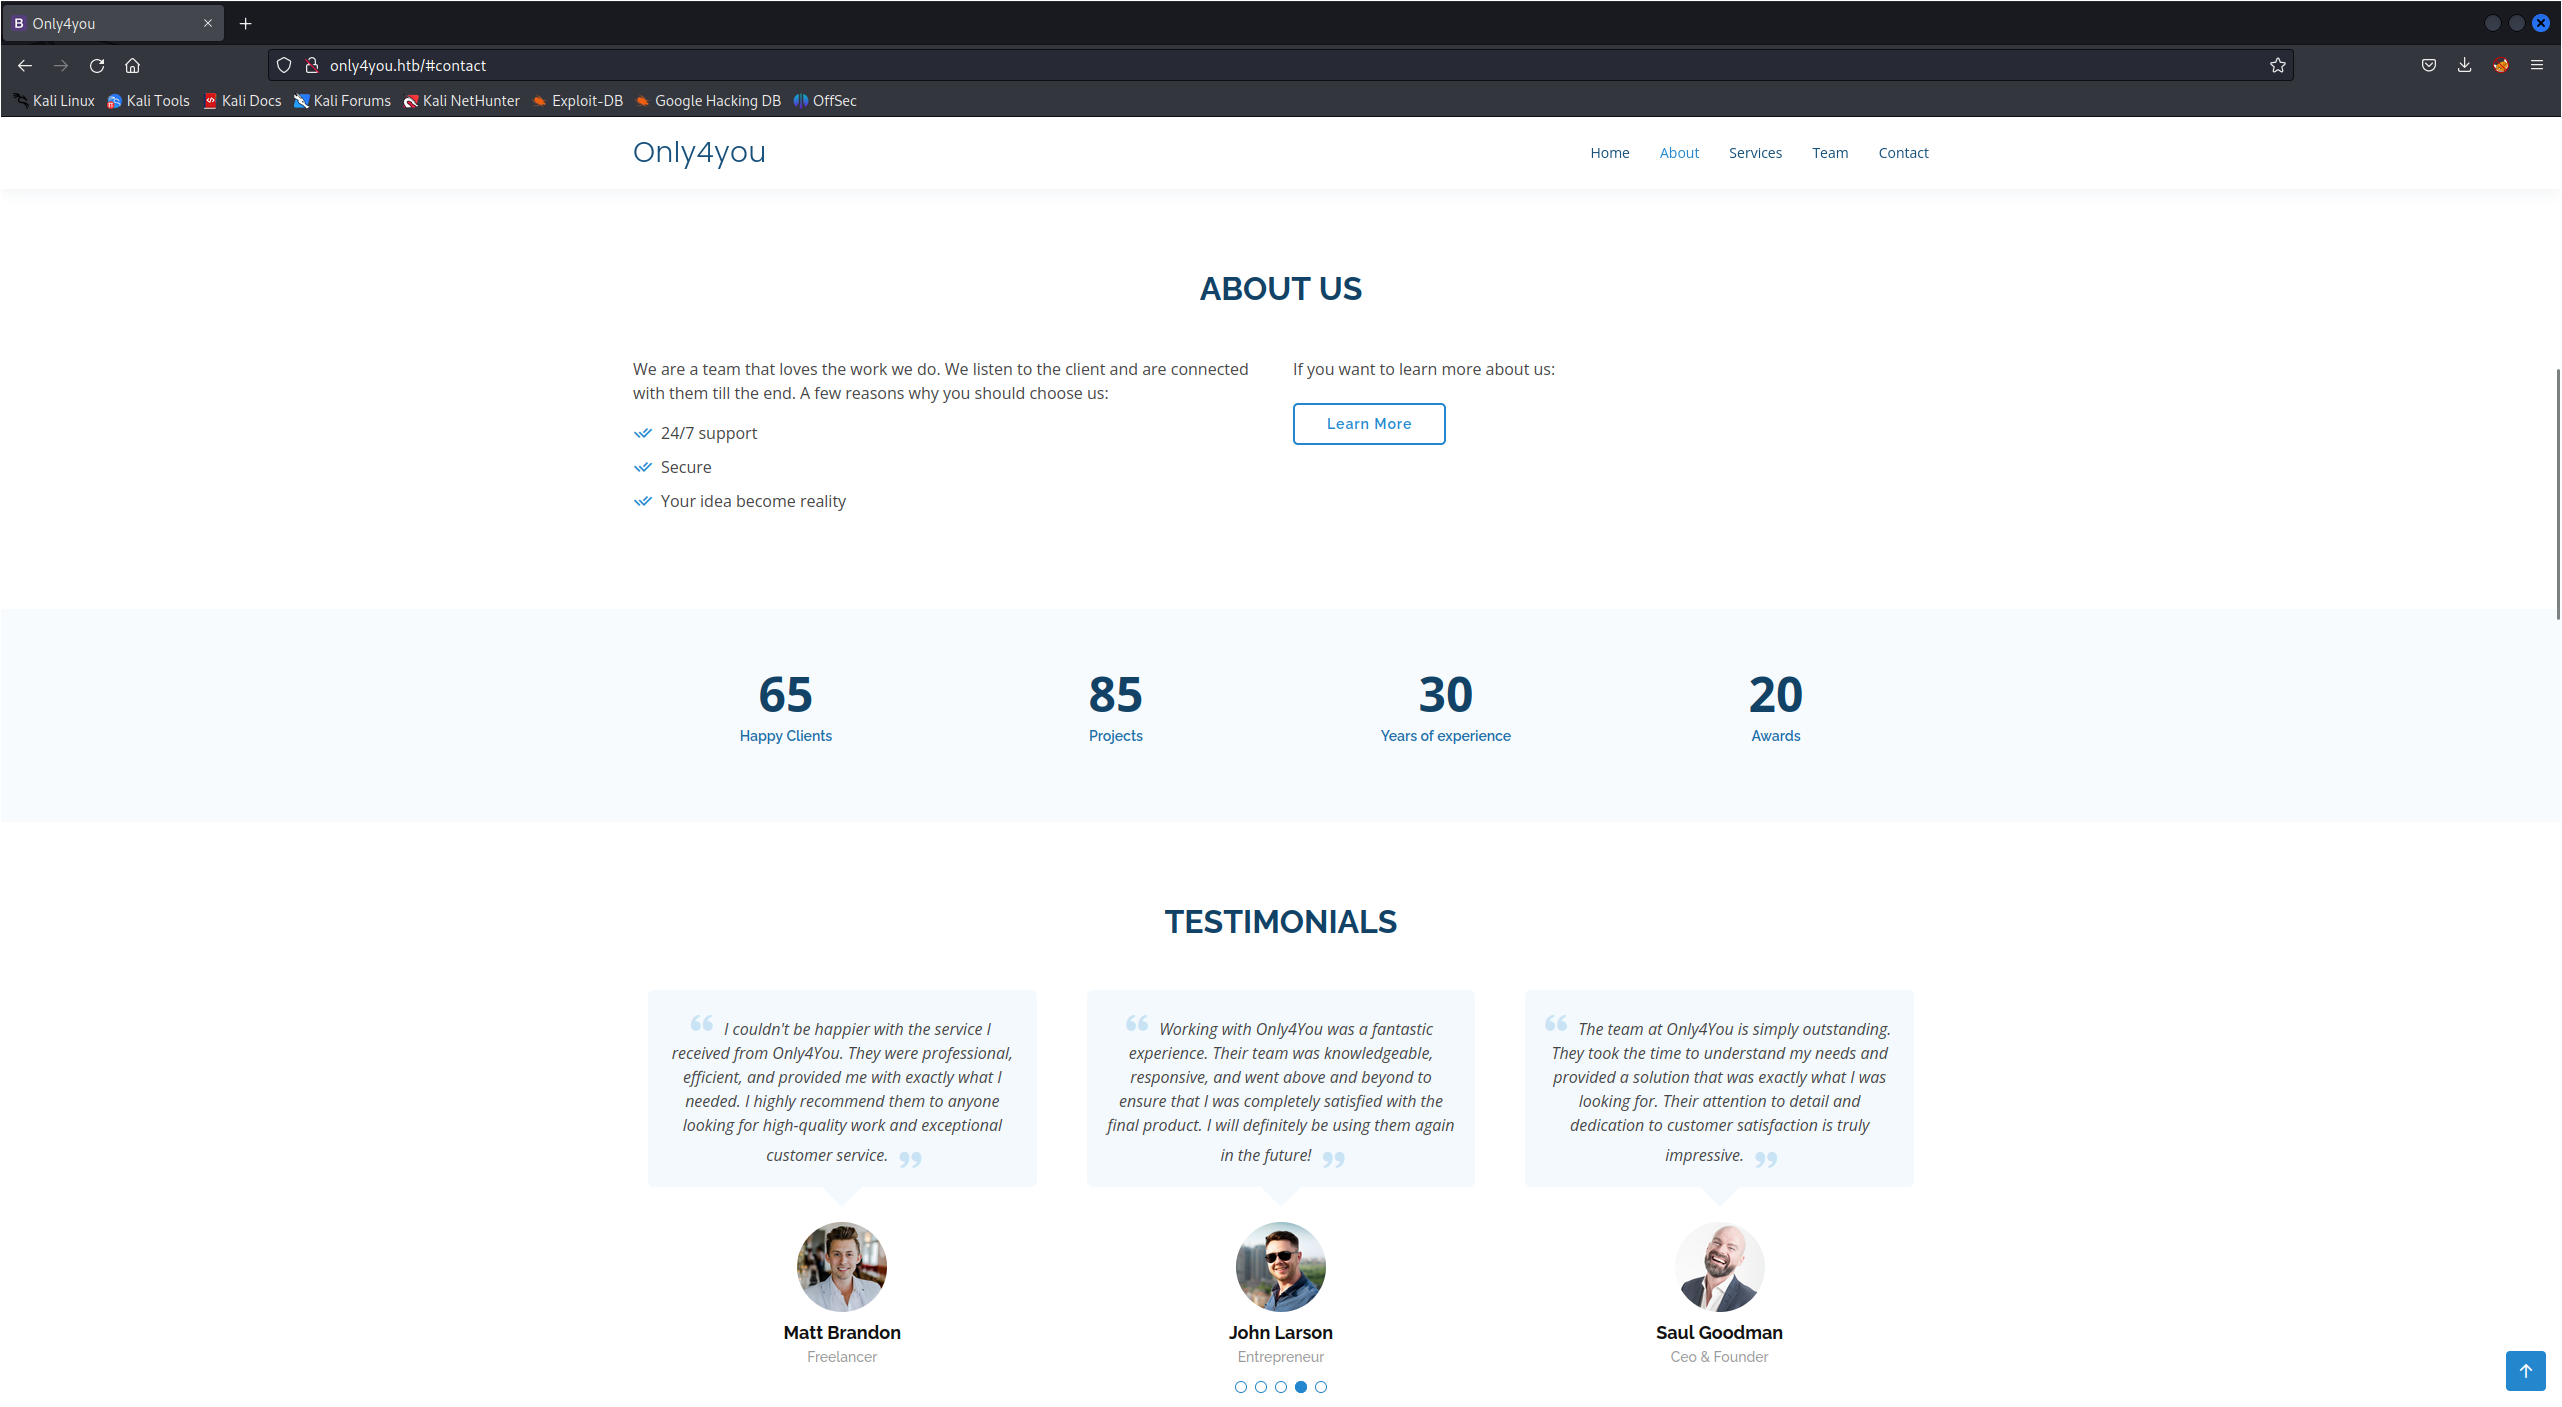 Only4you
only4you.htb/#contact
Kali Linux Kali Tools Kali Docs Kali Forums Kali NetHunter Exploit-DB Google Hacking DB OffSec
Only4you
Home About Services Team Contact
ABOUT US
We are a team that loves the work we do. We listen to the client and are connected
with them till the end. A few reasons why you should choose us:
24/7 support
Secure
Your idea become reality
If you want to learn more about us:
Learn More
65
Happy Clients
85
Projects
30
Years of experience
20
Awards
TESTIMONIALS
“ I couldn't be happier with the service I
received from Only4You. They were professional,
efficient, and provided me with exactly what I
needed. I highly recommend them to anyone
looking for high-quality work and exceptional
customer service. ”
Matt Brandon
Freelancer
“ Working with Only4You was a fantastic
experience. Their team was knowledgeable,
responsive, and went above and beyond to
ensure that I was completely satisfied with the
final product. I will definitely be using them again
in the future! ”
John Larson
Entrepreneur
“ The team at Only4You is simply outstanding.
They took the time to understand my needs and
provided a solution that was exactly what I was
looking for. Their attention to detail and
dedication to customer satisfaction is truly
impressive. ”
Saul Goodman
Ceo & Founder